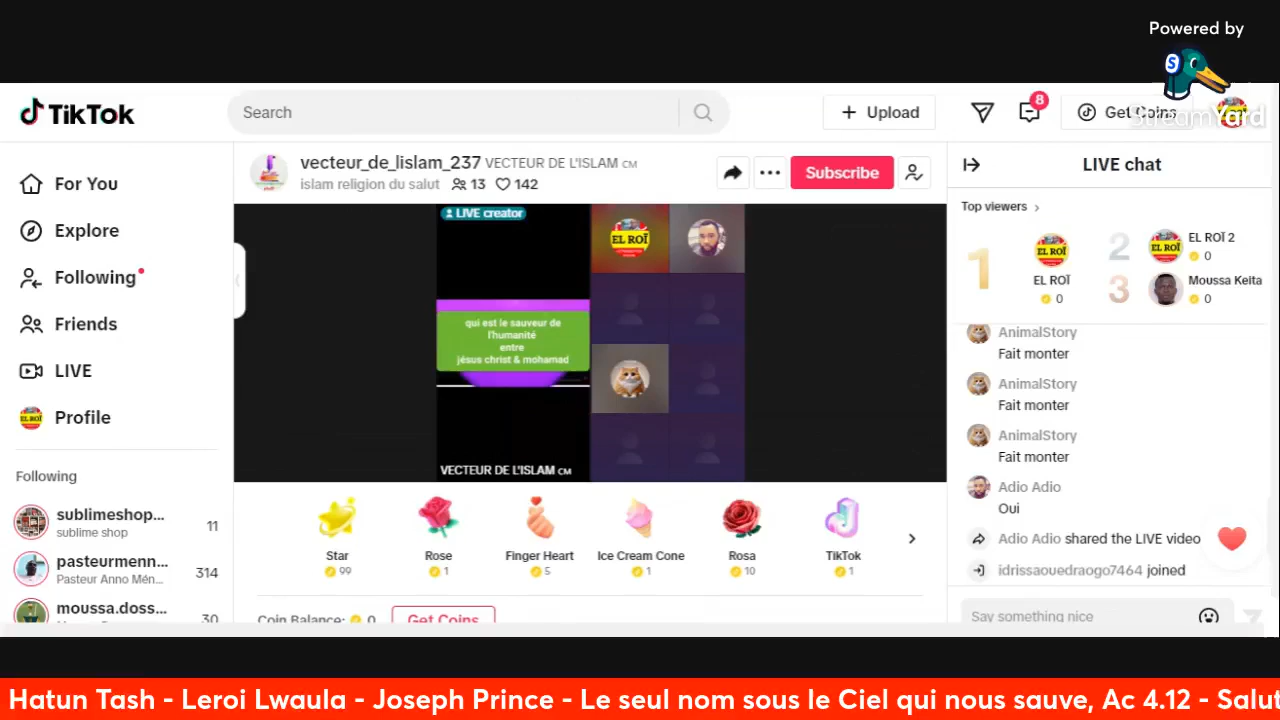 Powered by
StreamYard
TikTok
Search
Upload
8
Get Coins
For You
Explore
Following
Friends
LIVE
Profile
Following
sublimeshop...
sublime shop
11
pasteurmenn...
Pasteur Anno Mén...
314
moussa.doss...
30
vecteur_de_lislam_237 VECTEUR DE L'ISLAM CM
islam religion du salut 13 142
Subscribe
LIVE creator
EL ROÏ
qui est le sauveur de
l'humanité
entre
jésus christ & mohamad
VECTEUR DE L'ISLAM CM
Star
99
Rose
1
Finger Heart
5
Ice Cream Cone
1
Rosa
10
TikTok
1
Coin Balance: 0
Get Coins
LIVE chat
Top viewers
1
EL ROÏ
EL ROÏ
0
2
EL ROÏ
EL ROÏ 2
0
3
Moussa Keita
0
AnimalStory
Fait monter
AnimalStory
Fait monter
AnimalStory
Fait monter
Adio Adio
Oui
Adio Adio shared the LIVE video
idrissaouedraogo7464 joined
Say something nice
Hatun Tash - Leroi Lwaula - Joseph Prince - Le seul nom sous le Ciel qui nous sauve, Ac 4.12 - Salut